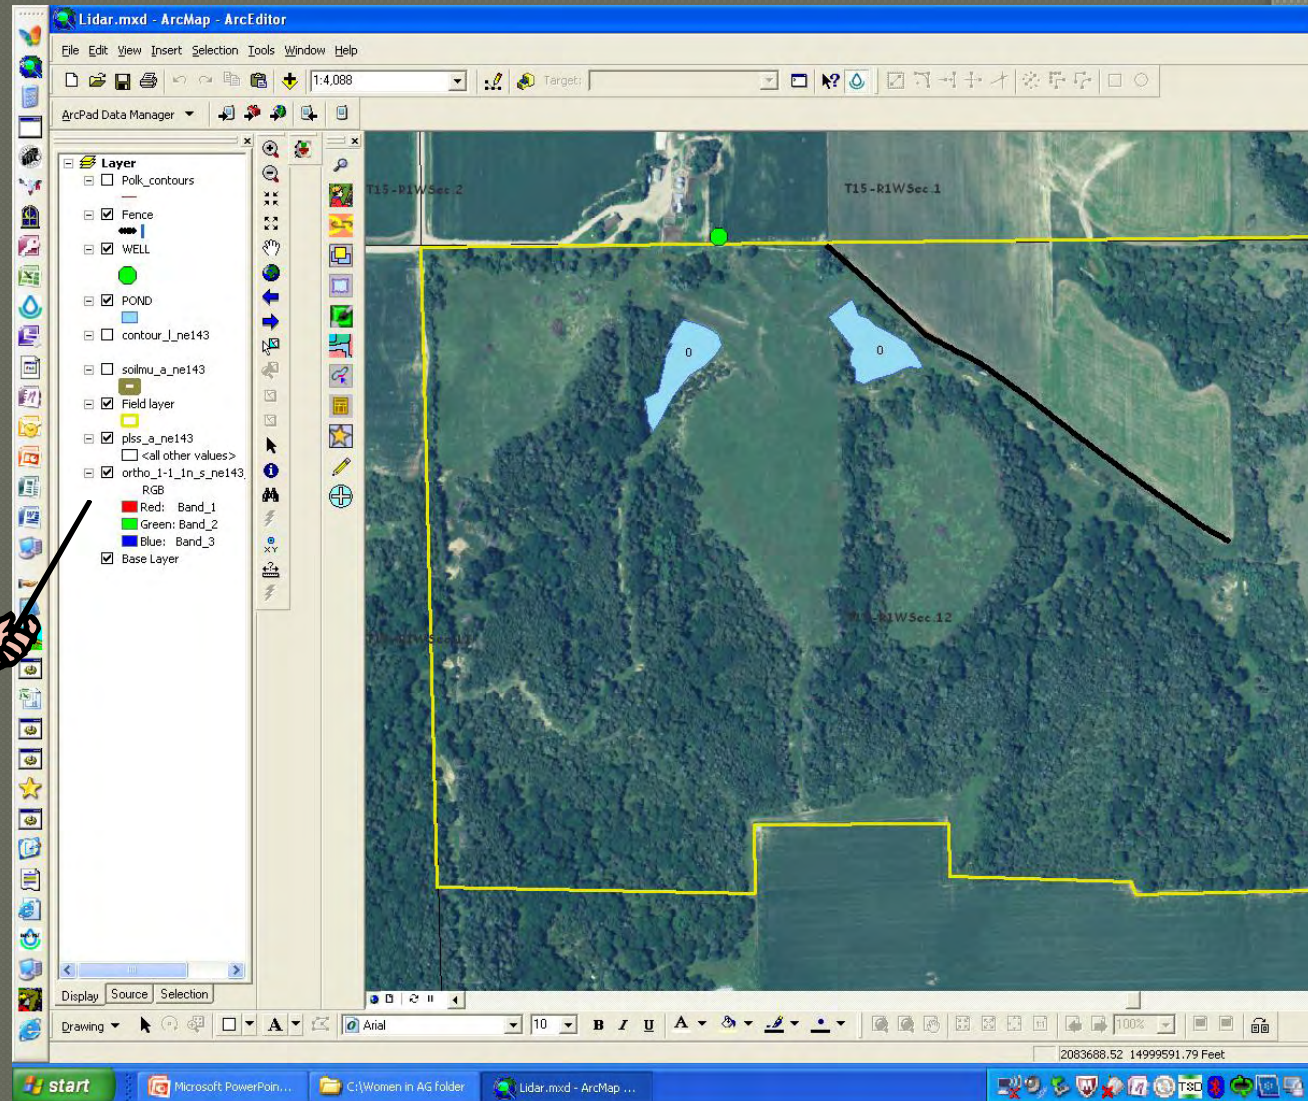 Lidar.mxd - ArcMap - ArcEditor
File Edit View Insert Selection Tools Window Help
1:4,088
Target:
ArcPad Data Manager
Layer
Polk_contours
Fence
WELL
POND
contour_l_ne143
soilmu_a_ne143
Field layer
plss_a_ne143
<all other values>
ortho_1-1_1n_s_ne143
RGB
Red: Band_1
Green: Band_2
Blue: Band_3
Base Layer
XY
T15-R1WSec.2
T15-R1WSec.1
0
0
R1WSec.12
Display Source Selection
Drawing
A
Arial
10
B I U A
100%
2083688.52 14999591.79 Feet
start
Microsoft PowerPoin...
C:\Women in AG folder
Lidar.mxd - ArcMap ...
TSD